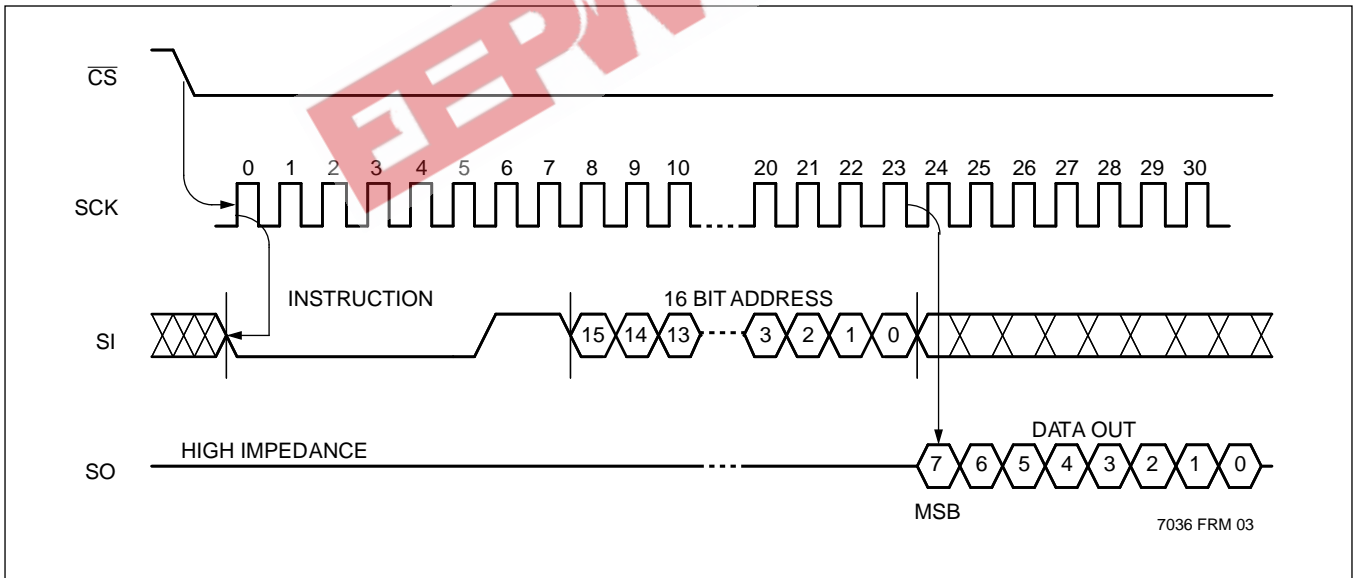 EEPW
CS
0 1 2 3 4 5 6 7 8 9 10 20 21 22 23 24 25 26 27 28 29 30
SCK
INSTRUCTION 16 BIT ADDRESS
SI 15 14 13 3 2 1 0
HIGH IMPEDANCE DATA OUT
SO 7 6 5 4 3 2 1 0
MSB
7036 FRM 03